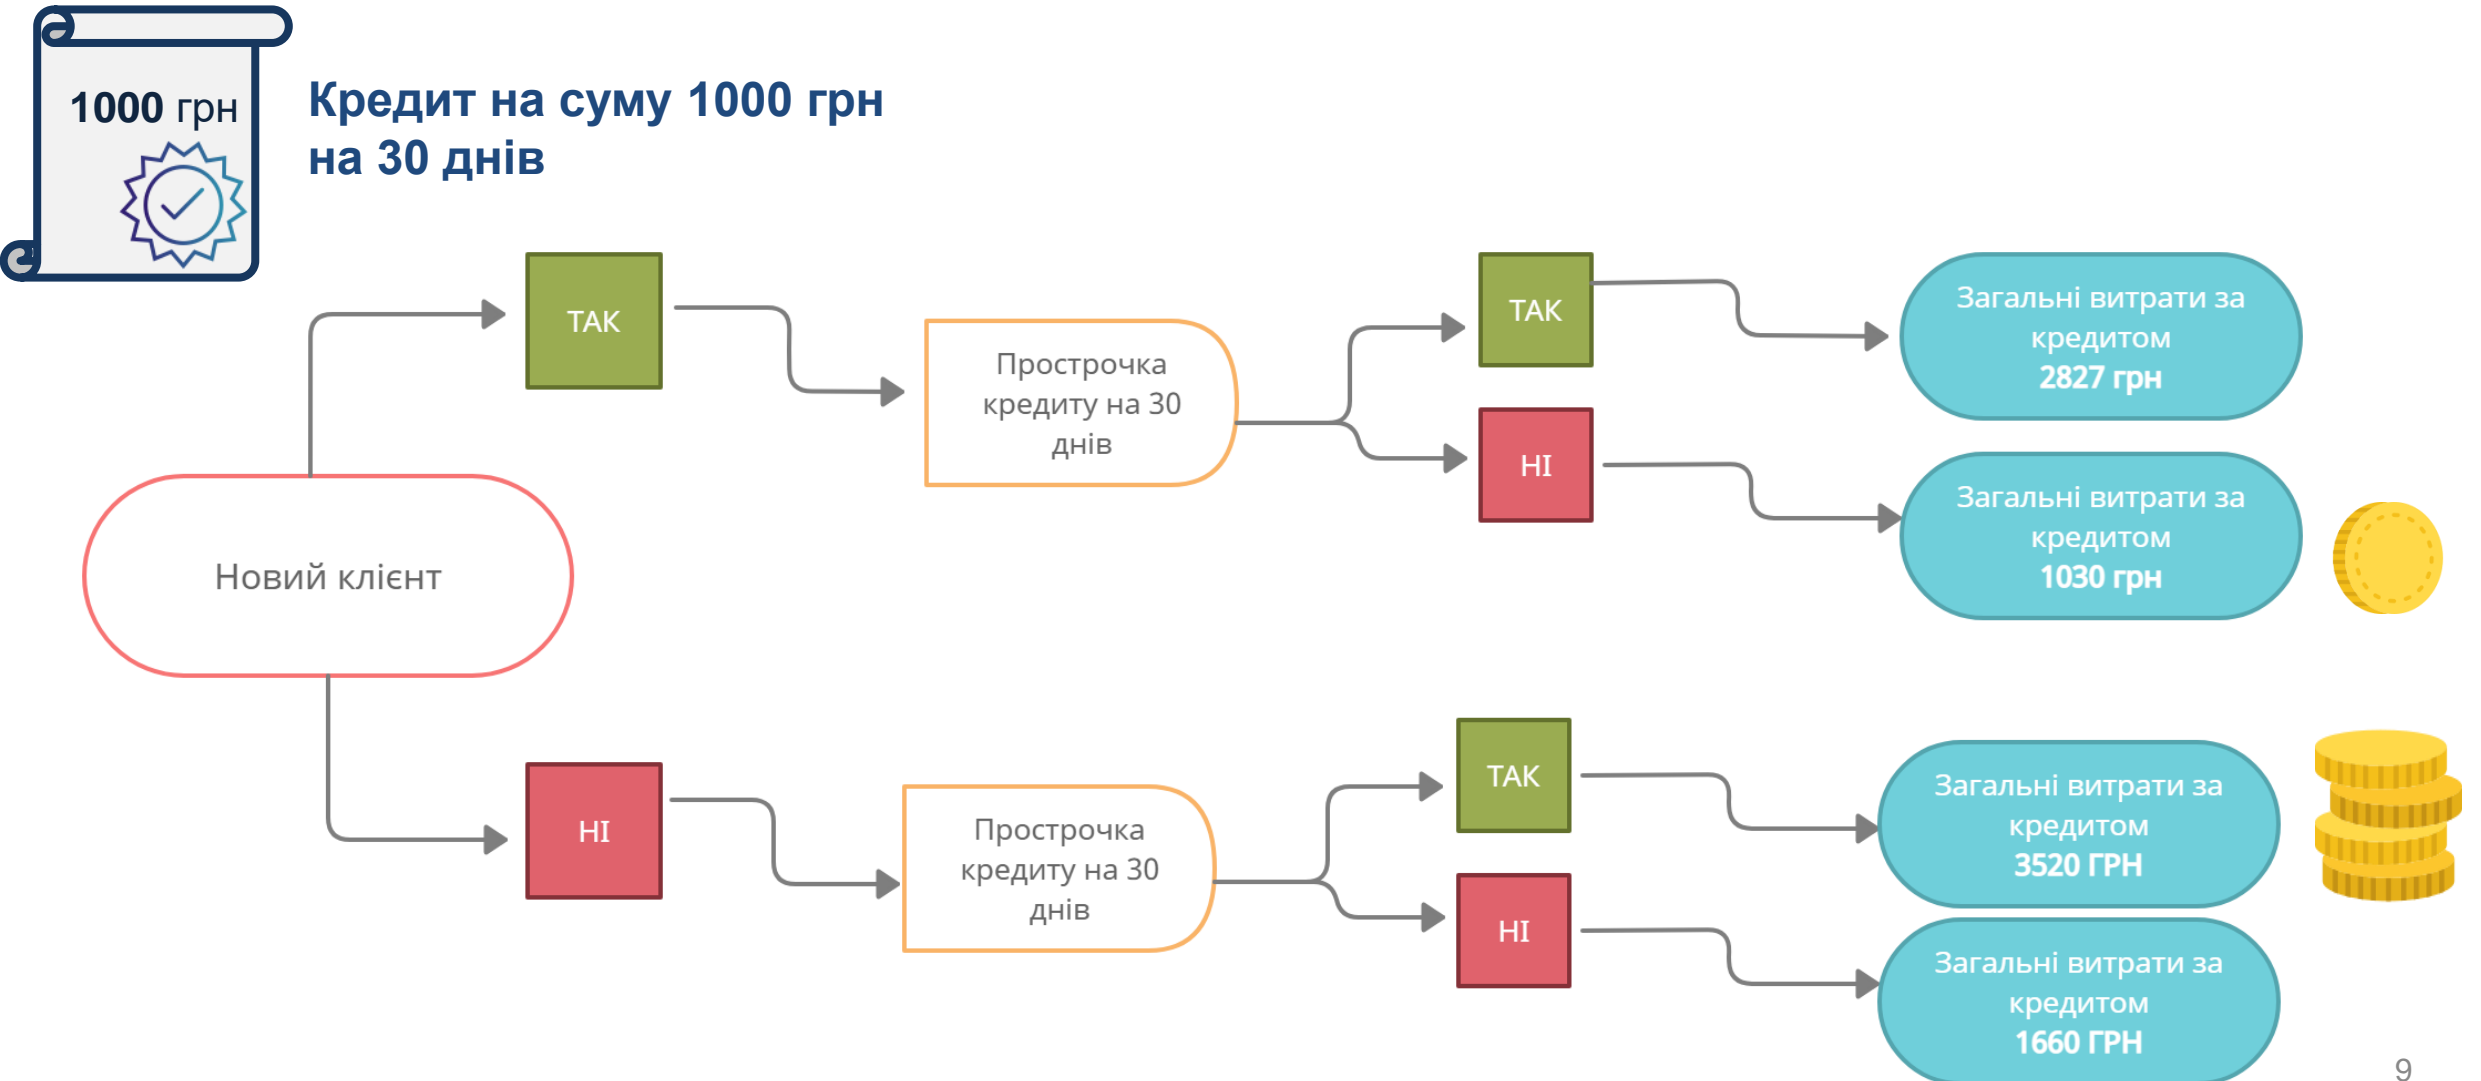 1000 грн
Кредит на суму 1000 грн
на 30 днів
Новий клієнт
ТАК
Прострочка
кредиту на 30
днів
ТАК
Загальні витрати за
кредитом
2827 грн
НІ
Загальні витрати за
кредитом
1030 грн
НІ
Прострочка
кредиту на 30
днів
ТАК
Загальні витрати за
кредитом
3520 ГРН
НІ
Загальні витрати за
кредитом
1660 ГРН
9